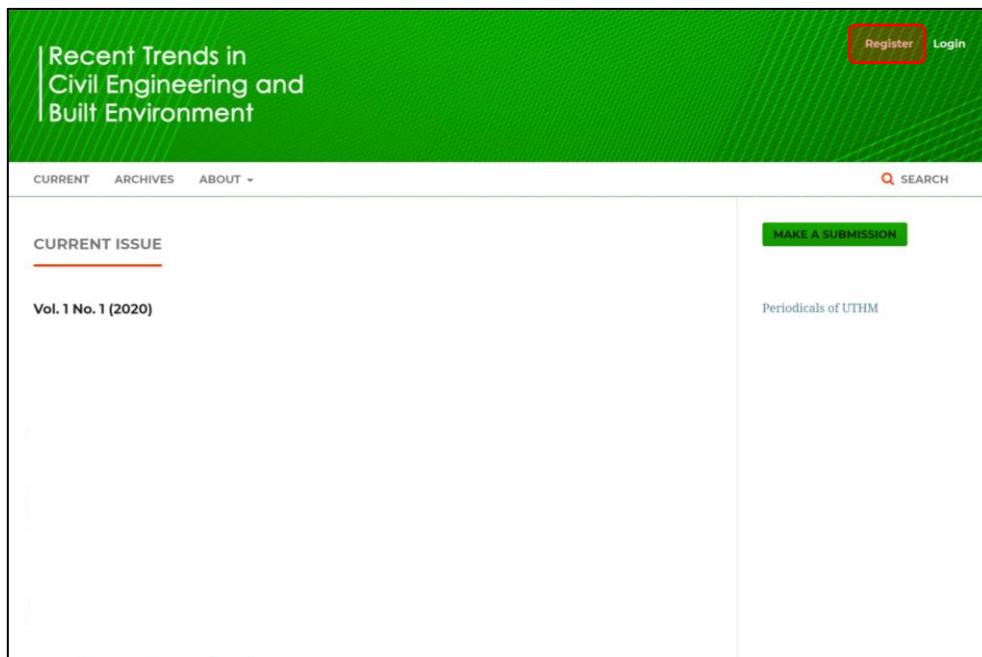 Register Login
Recent Trends in
Civil Engineering and
Built Environment
CURRENT ARCHIVES ABOUT SEARCH
CURRENT ISSUE
MAKE A SUBMISSION
Vol. 1 No. 1 (2020)
Periodicals of UTHM